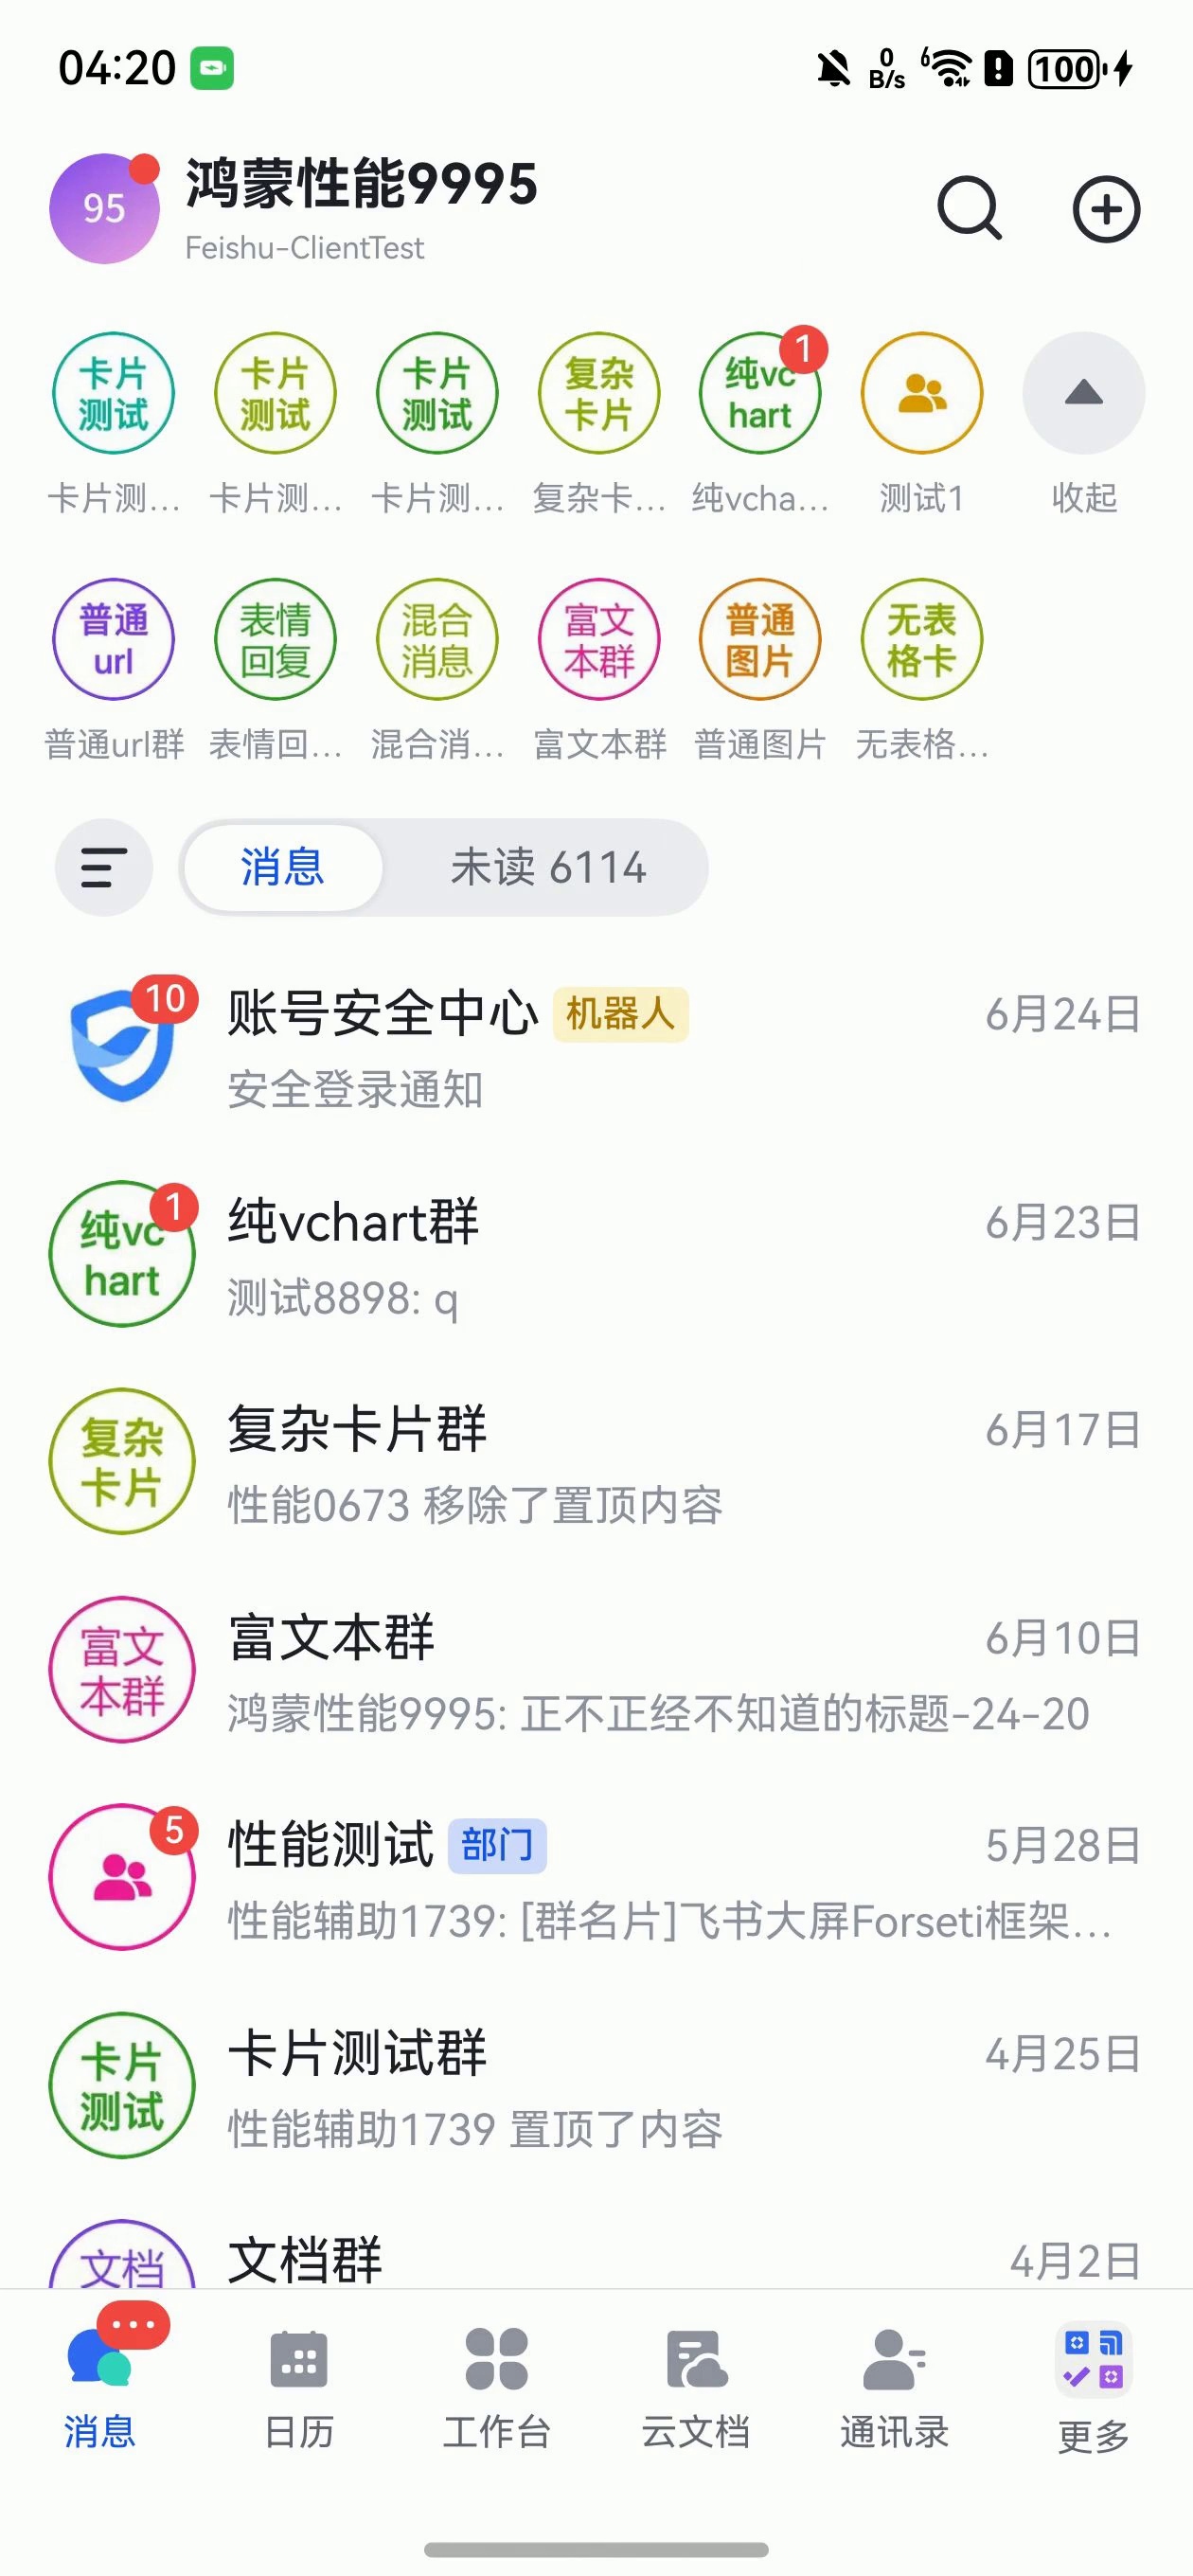 04:20
0
B/s
6
100
95
鸿蒙性能9995
Feishu-ClientTest
卡片
测试
卡片
测试
卡片
测试
复杂
卡片
纯vc
hart
1
卡片测...
卡片测...
卡片测...
复杂卡...
纯vcha...
测试1
收起
普通
url
表情
回复
混合
消息
富文
本群
普通
图片
无表
格卡
普通url群
表情回...
混合消...
富文本群
普通图片
无表格...
消息
未读 6114
10
账号安全中心
机器人
6月24日
安全登录通知
纯vc
hart
1
纯vchart群
6月23日
测试8898: q
复杂
卡片
复杂卡片群
6月17日
性能0673 移除了置顶内容
富文
本群
富文本群
6月10日
鸿蒙性能9995: 正不正经不知道的标题-24-20
5
性能测试
部门
5月28日
性能辅助1739: [群名片]飞书大屏Forseti框架...
卡片
测试
卡片测试群
4月25日
性能辅助1739 置顶了内容
文档
文档群
4月2日
...
消息
日历
工作台
云文档
通讯录
更多